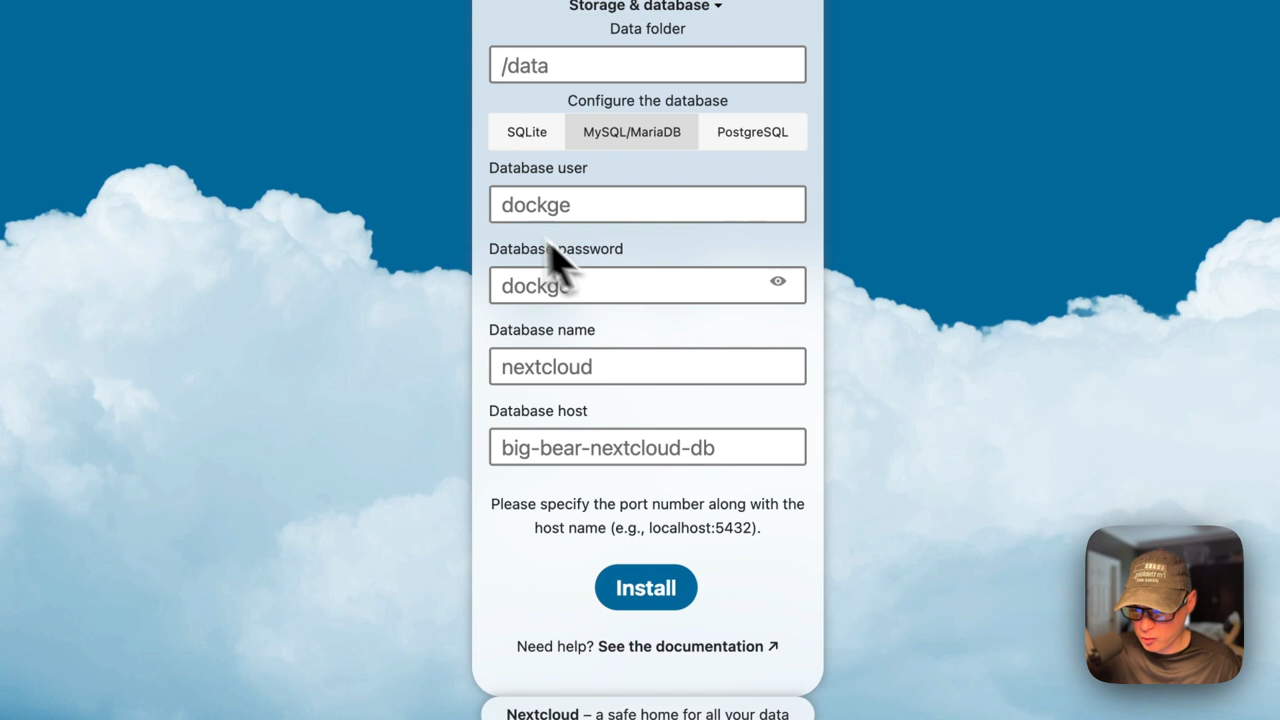 Storage & database
Data folder
/data
Configure the database
SQLite MySQL/MariaDB PostgreSQL
Database user
dockge
Database password
dockge
Database name
nextcloud
Database host
big-bear-nextcloud-db
Please specify the port number along with the
host name (e.g., localhost:5432).
Install
Need help? See the documentation ↗
Nextcloud – a safe home for all your data